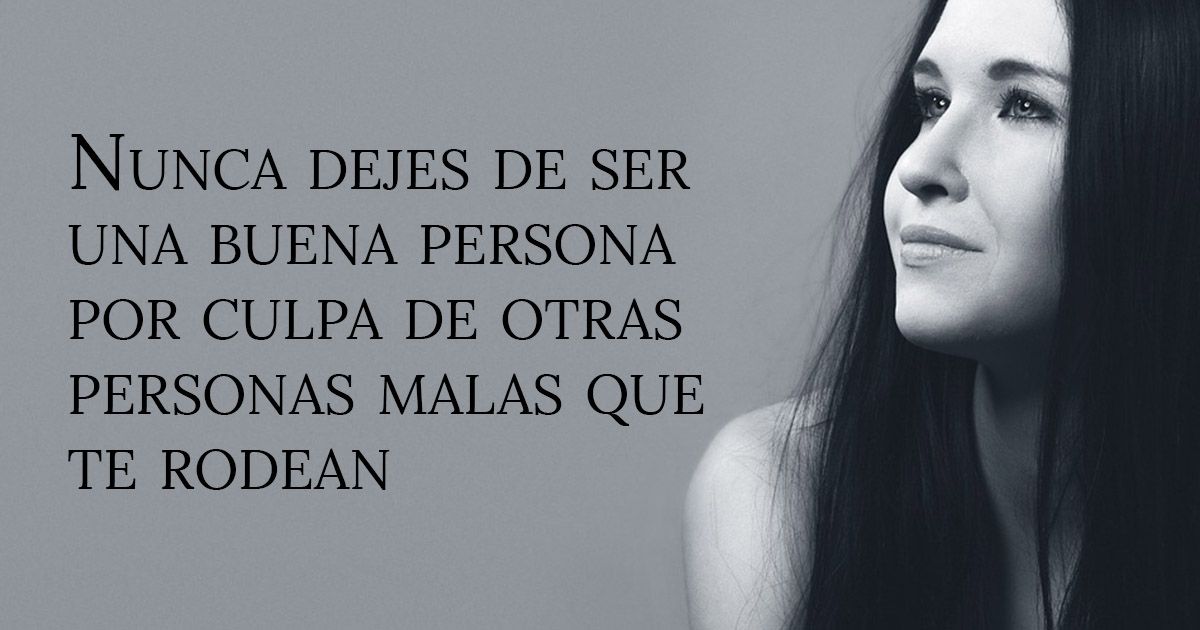 Nunca dejes de ser
una buena persona
por culpa de otras
personas malas que
te rodean